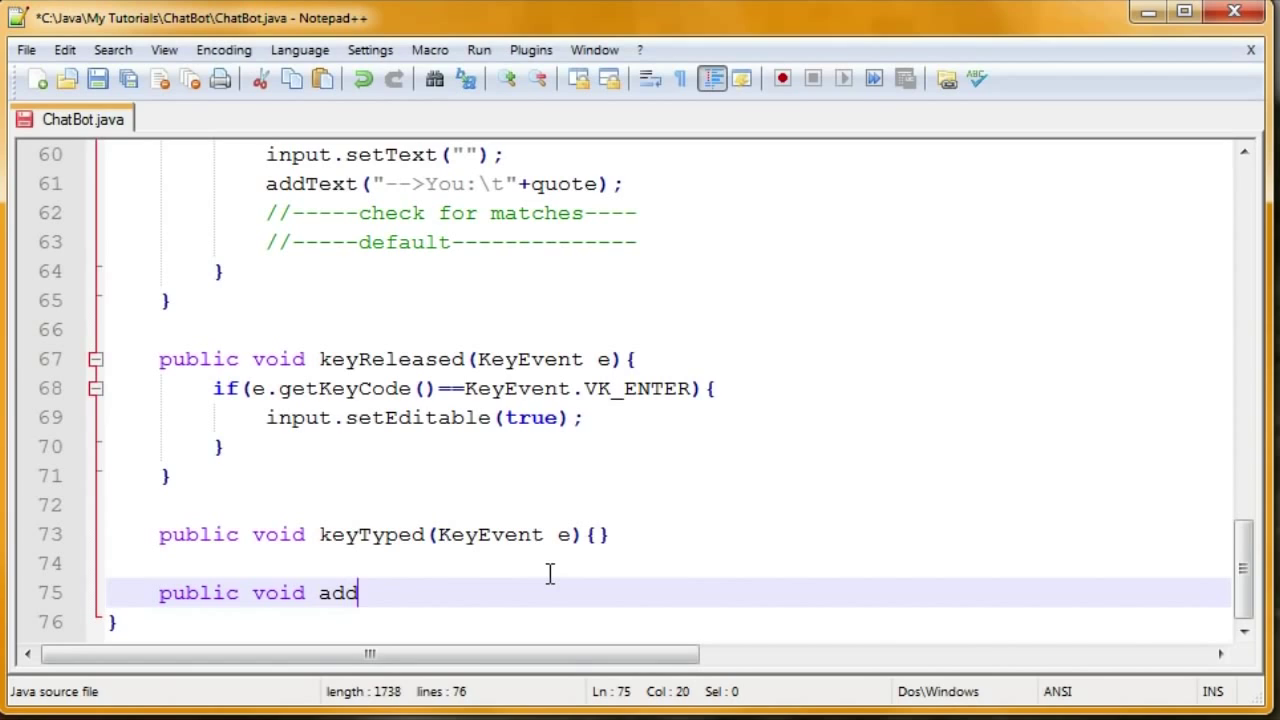 *C:\Java\My Tutorials\ChatBot\ChatBot.java - Notepad++
File Edit Search View Encoding Language Settings Macro Run Plugins Window ? X
ABC
ChatBot.java
60 input.setText("");
61 addText("-->You:\t"+quote);
62 //-----check for matches----
63 //-----default--------------
64 }
65 }
66
67 public void keyReleased(KeyEvent e){
68 if(e.getKeyCode()==KeyEvent.VK_ENTER){
69 input.setEditable(true);
70 }
71 }
72
73 public void keyTyped(KeyEvent e){}
74
75 public void add
76 }
Java source file length : 1738 lines : 76 Ln : 75 Col : 20 Sel : 0 Dos\Windows ANSI INS